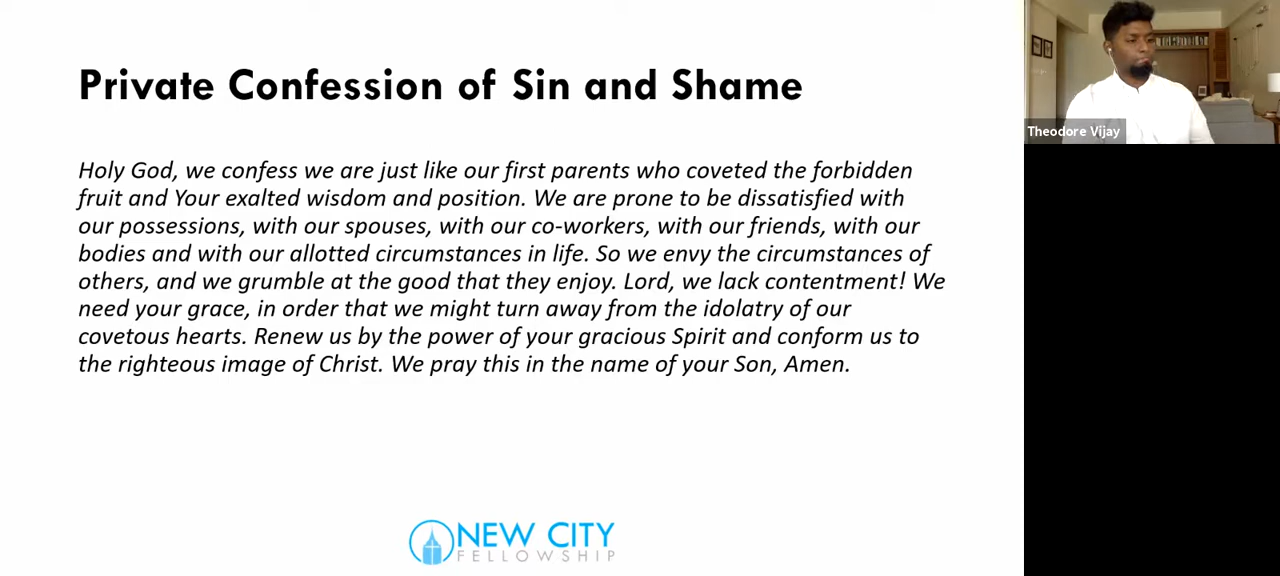 Private Confession of Sin and Shame
Holy God, we confess we are just like our first parents who coveted the forbidden
fruit and Your exalted wisdom and position. We are prone to be dissatisfied with
our possessions, with our spouses, with our co-workers, with our friends, with our
bodies and with our allotted circumstances in life. So we envy the circumstances of
others, and we grumble at the good that they enjoy. Lord, we lack contentment! We
need your grace, in order that we might turn away from the idolatry of our
covetous hearts. Renew us by the power of your gracious Spirit and conform us to
the righteous image of Christ. We pray this in the name of your Son, Amen.
NEW CITY
FELLOWSHIP
Theodore Vijay